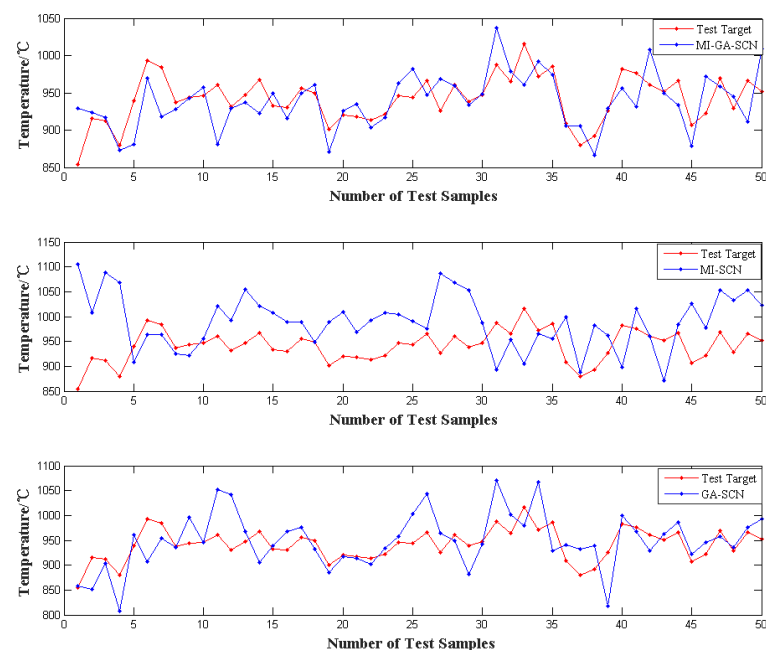 1050
1000
950
900
850
Temperature/℃
0 5 10 15 20 25 30 35 40 45 50
Number of Test Samples
Test Target
MI-GA-SCN
1150
1100
1050
1000
950
900
850
Temperature/℃
0 5 10 15 20 25 30 35 40 45 50
Number of Test Samples
Test Target
MI-SCN
1100
1050
1000
950
900
850
800
Temperature/℃
0 5 10 15 20 25 30 35 40 45 50
Number of Test Samples
Test Target
GA-SCN